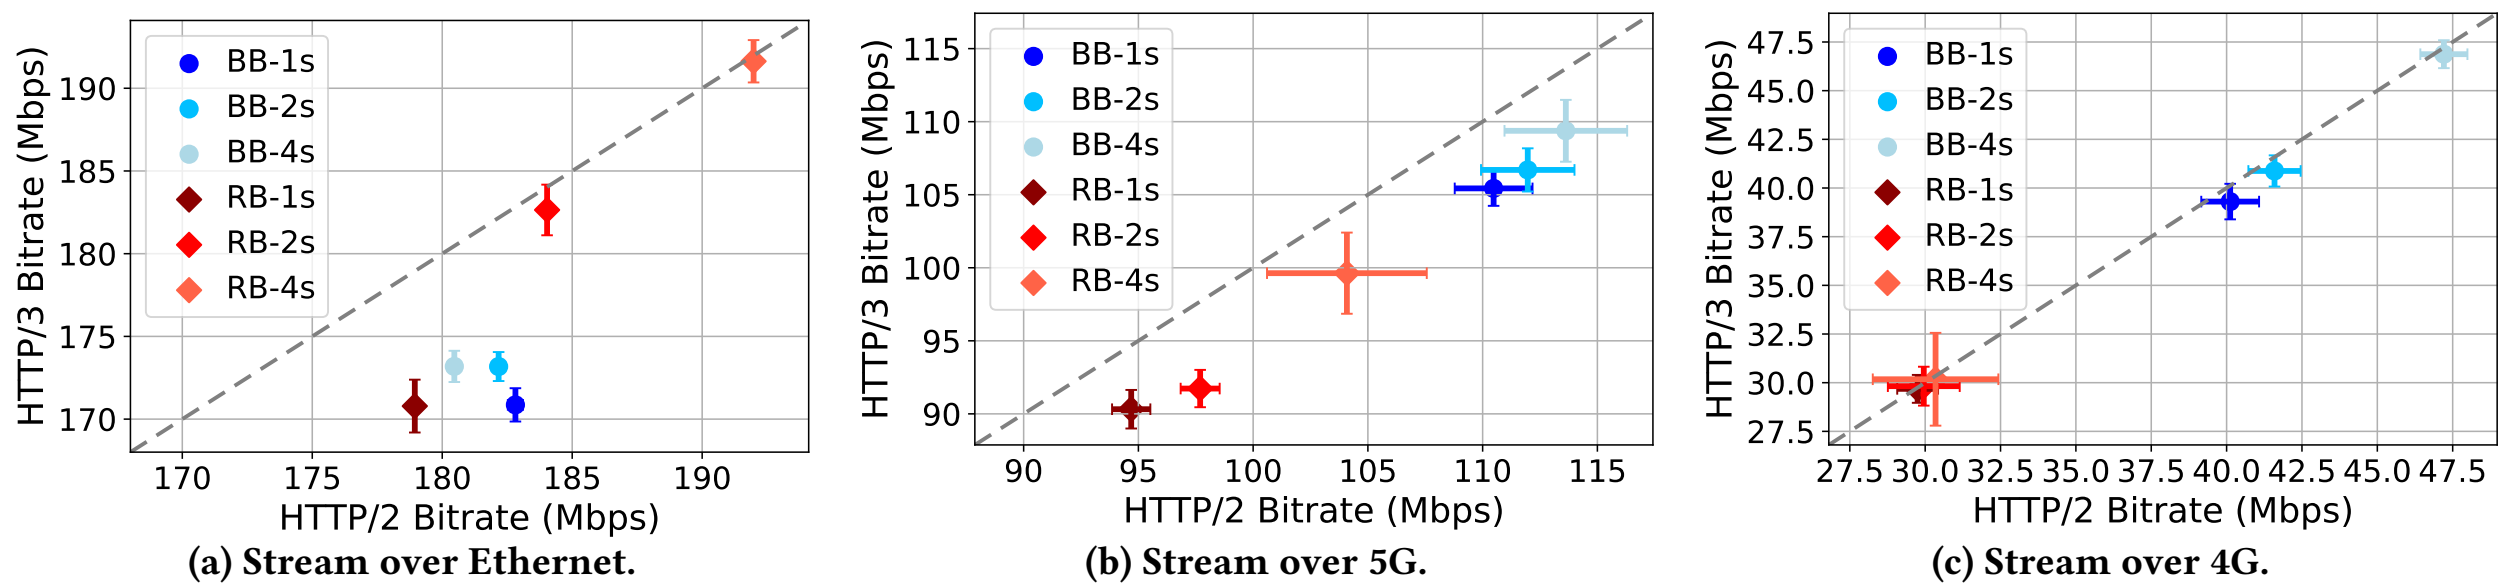 HTTP/3 Bitrate (Mbps)
190
185
180
175
170
BB-1s
BB-2s
BB-4s
RB-1s
RB-2s
RB-4s
170 175 180 185 190
HTTP/2 Bitrate (Mbps)
(a) Stream over Ethernet.
HTTP/3 Bitrate (Mbps)
115
110
105
100
95
90
BB-1s
BB-2s
BB-4s
RB-1s
RB-2s
RB-4s
90 95 100 105 110 115
HTTP/2 Bitrate (Mbps)
(b) Stream over 5G.
HTTP/3 Bitrate (Mbps)
47.5
45.0
42.5
40.0
37.5
35.0
32.5
30.0
27.5
BB-1s
BB-2s
BB-4s
RB-1s
RB-2s
RB-4s
27.5 30.0 32.5 35.0 37.5 40.0 42.5 45.0 47.5
HTTP/2 Bitrate (Mbps)
(c) Stream over 4G.